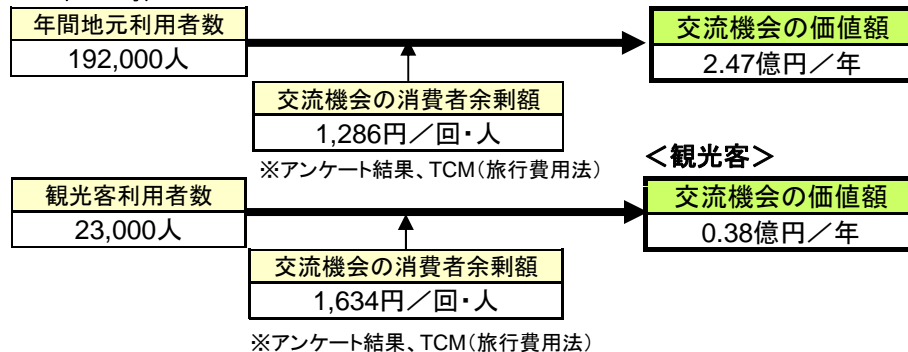 年間地元利用者数
192,000人
交流機会の価値額
2.47億円／年
交流機会の消費者余剰額
1,286円／回・人
※アンケート結果、TCM（旅行費用法）
＜観光客＞
観光客利用者数
23,000人
交流機会の価値額
0.38億円／年
交流機会の消費者余剰額
1,634円／回・人
※アンケート結果、TCM（旅行費用法）